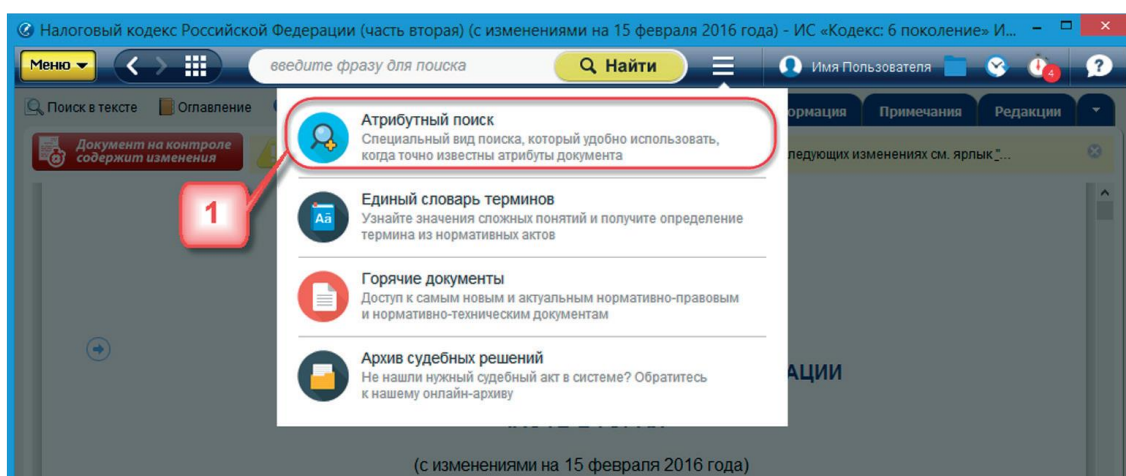 Налоговый кодекс Российской Федерации (часть вторая) (с изменениями на 15 февраля 2016 года) - ИС «Кодекс: 6 поколение» И...
Меню
введите фразу для поиска
Найти
Имя Пользователя
4
?
Поиск в тексте
Оглавление
ормация
Примечания
Редакции
Документ на контроле
содержит изменения
ледующих изменениях см. ярлык "...
1
Атрибутный поиск
Специальный вид поиска, который удобно использовать,
когда точно известны атрибуты документа
Аа
Единый словарь терминов
Узнайте значения сложных понятий и получите определение
термина из нормативных актов
Горячие документы
Доступ к самым новым и актуальным нормативно-правовым
и нормативно-техническим документам
Архив судебных решений
Не нашли нужный судебный акт в системе? Обратитесь
к нашему онлайн-архиву
АЦИИ
(с изменениями на 15 февраля 2016 года)